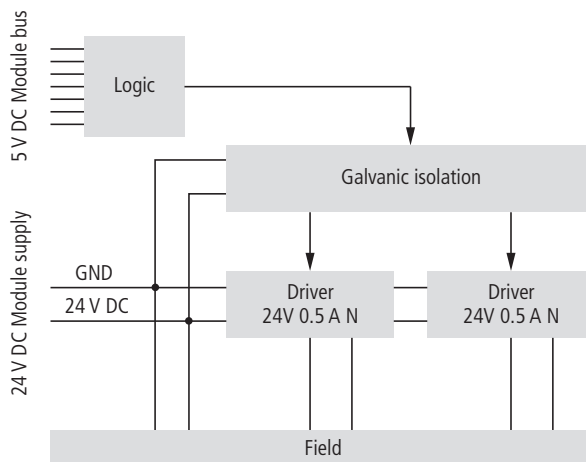 5 V DC Module bus
Logic
Galvanic isolation
24 V DC Module supply
GND
24 V DC
Driver
24V 0.5 A N
Driver
24V 0.5 A N
Field